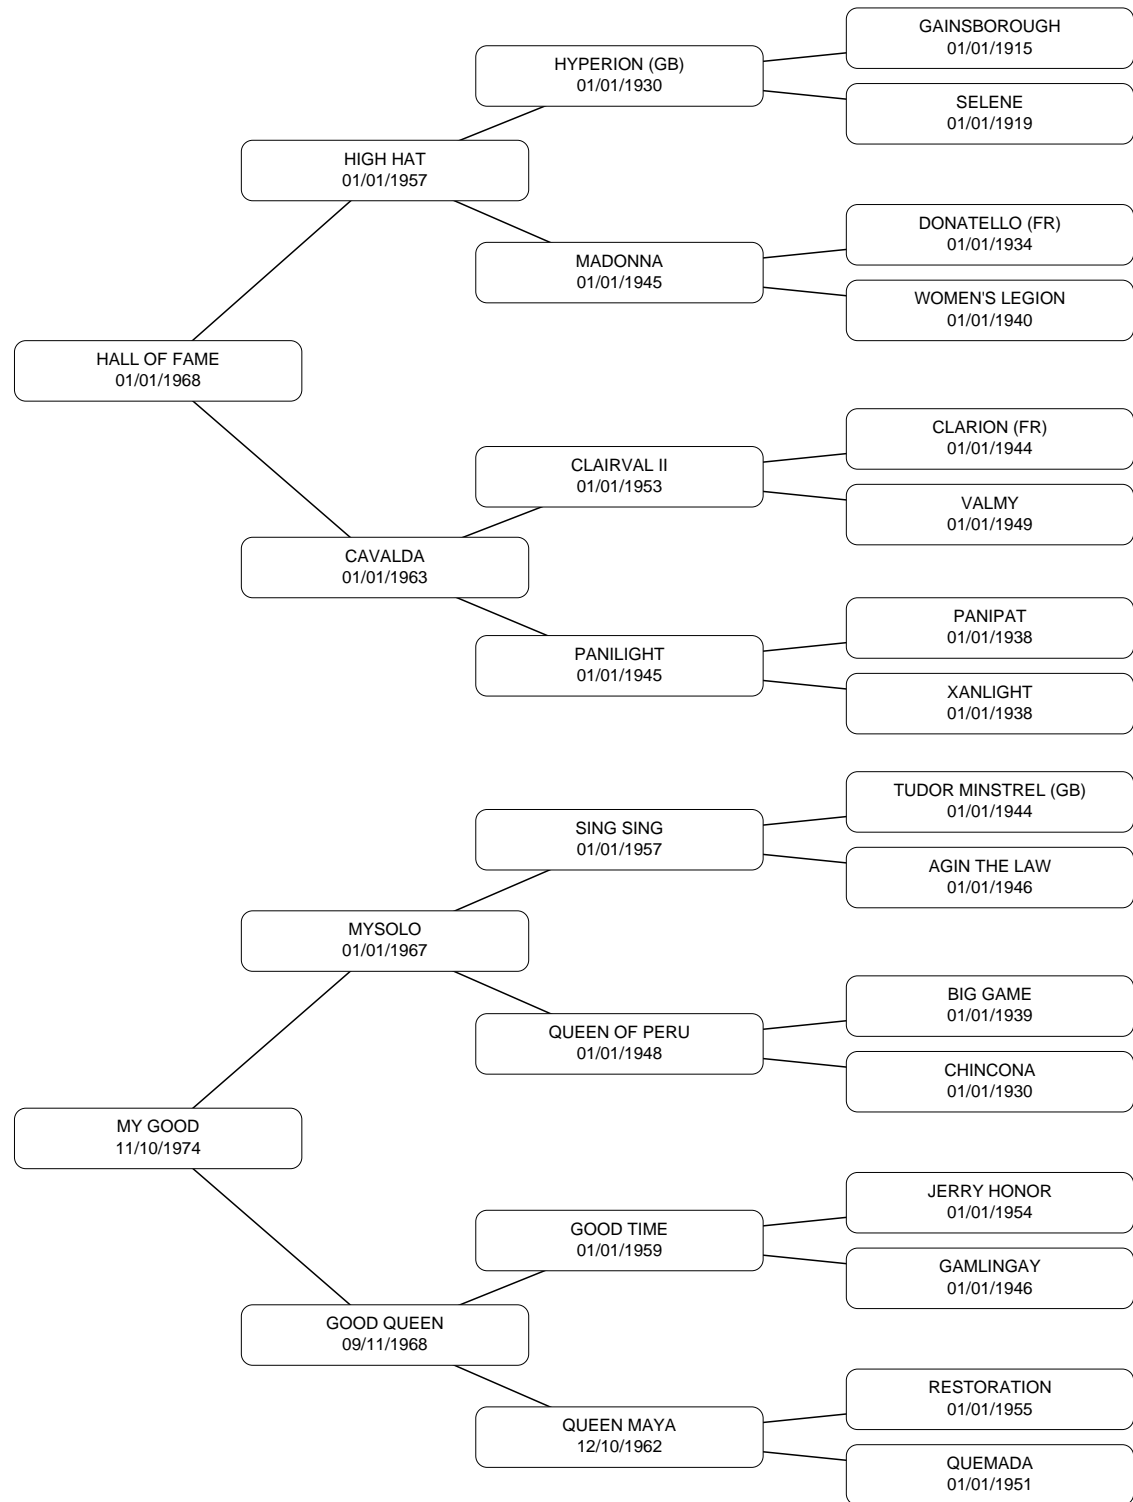 GAINSBOROUGH
01/01/1915
HYPERION (GB)
01/01/1930
SELENE
01/01/1919
HIGH HAT
01/01/1957
DONATELLO (FR)
01/01/1934
MADONNA
01/01/1945
WOMEN'S LEGION
01/01/1940
HALL OF FAME
01/01/1968
CLARION (FR)
01/01/1944
CLAIRVAL II
01/01/1953
VALMY
01/01/1949
CAVALDA
01/01/1963
PANIPAT
01/01/1938
PANILIGHT
01/01/1945
XANLIGHT
01/01/1938
TUDOR MINSTREL (GB)
01/01/1944
SING SING
01/01/1957
AGIN THE LAW
01/01/1946
MYSOLO
01/01/1967
BIG GAME
01/01/1939
QUEEN OF PERU
01/01/1948
CHINCONA
01/01/1930
MY GOOD
11/10/1974
JERRY HONOR
01/01/1954
GOOD TIME
01/01/1959
GAMLINGAY
01/01/1946
GOOD QUEEN
09/11/1968
RESTORATION
01/01/1955
QUEEN MAYA
12/10/1962
QUEMADA
01/01/1951